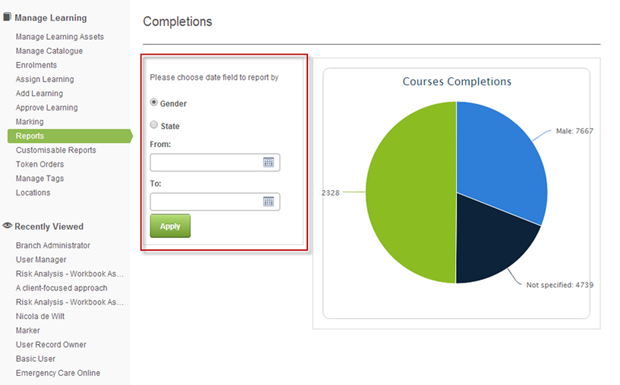 Manage Learning
Manage Learning Assets
Manage Catalogue
Enrolments
Assign Learning
Add Learning
Approve Learning
Marking
Reports
Customisable Reports
Token Orders
Manage Tags
Locations
Recently Viewed
Branch Administrator
User Manager
Risk Analysis - Workbook As...
A client-focused approach
Risk Analysis - Workbook As...
Nicola de Wilt
Marker
User Record Owner
Basic User
Emergency Care Online
Completions
Please choose date field to report by
Gender
State
From:
To:
Apply
Courses Completions
Male: 7667
2328
Not specified: 4739